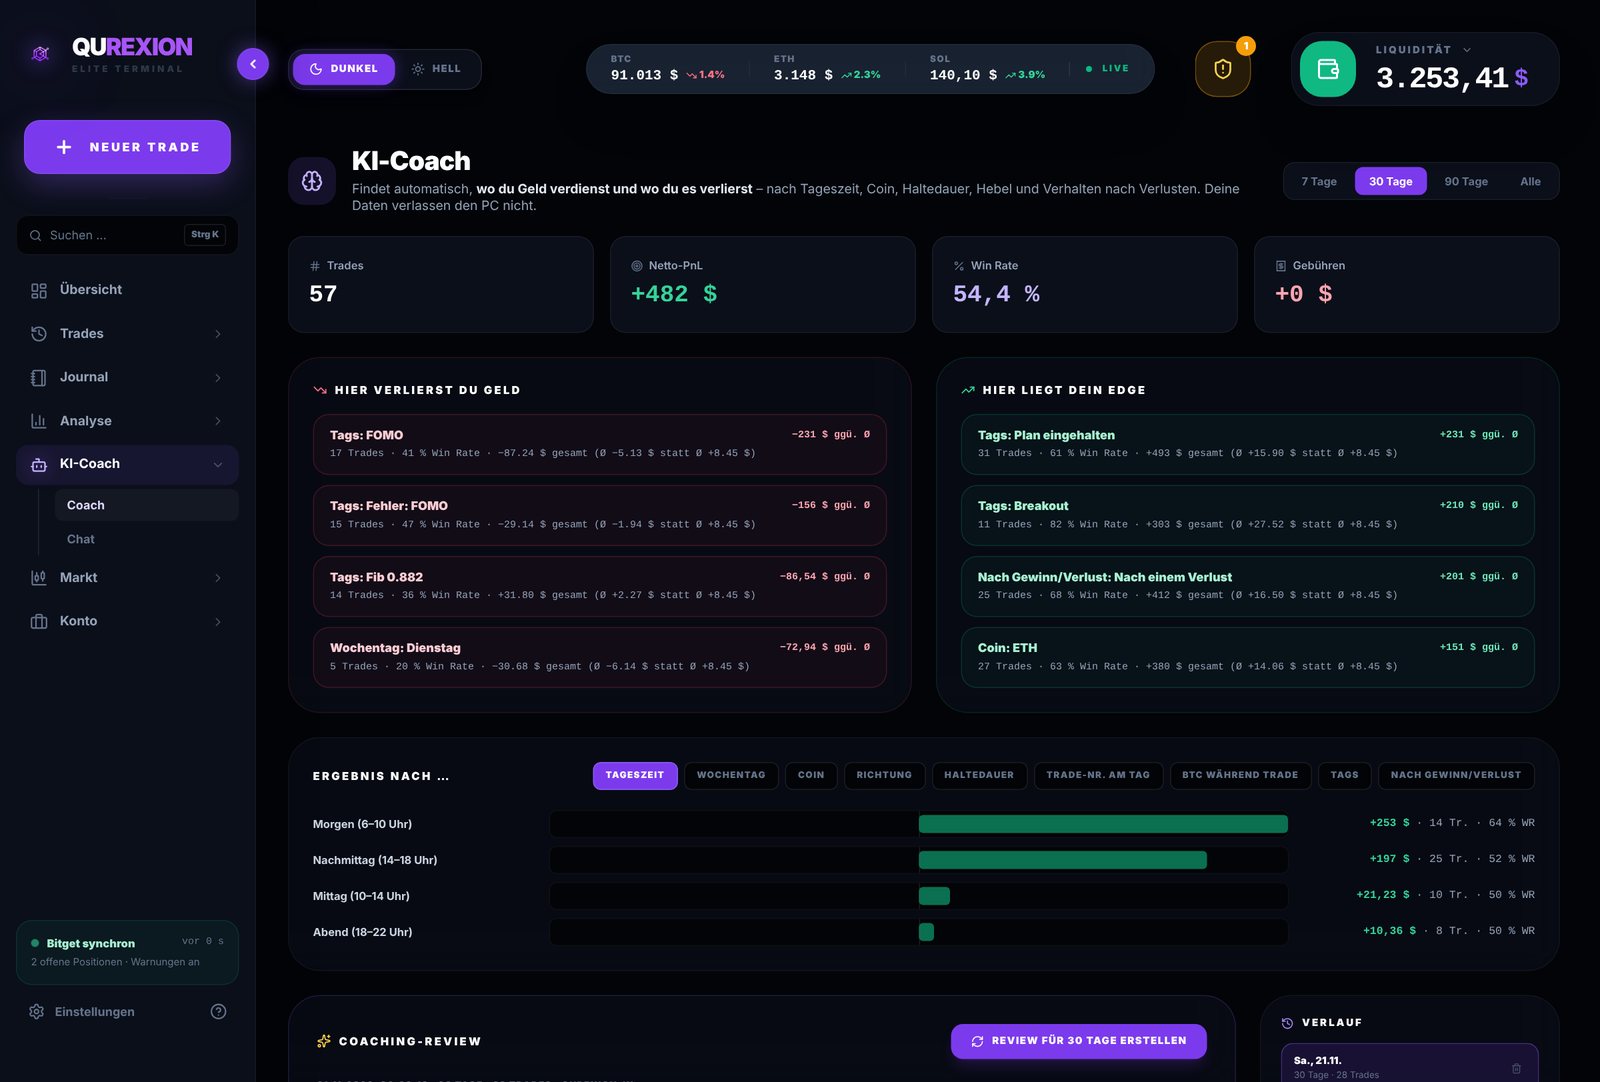 QUREXION
ELITE TERMINAL
DUNKEL
HELL
BTC
91.013 $ 1.4%
ETH
3.148 $ 2.3%
SOL
140,10 $ 3.9%
LIVE
1
LIQUIDITÄT
3.253,41 $
NEUER TRADE
Suchen ...
Strg K
Übersicht
Trades
Journal
Analyse
KI-Coach
Coach
Chat
Markt
Konto
Bitget synchron
vor 0 s
2 offene Positionen · Warnungen an
Einstellungen
KI-Coach
Findet automatisch, wo du Geld verdienst und wo du es verlierst – nach Tageszeit, Coin, Haltedauer, Hebel und Verhalten nach Verlusten. Deine
Daten verlassen den PC nicht.
7 Tage
30 Tage
90 Tage
Alle
Trades
57
Netto-PnL
+482 $
Win Rate
54,4 %
Gebühren
+0 $
HIER VERLIERST DU GELD
Tags: FOMO
−231 $ ggü. Ø
17 Trades · 41 % Win Rate · −87.24 $ gesamt (Ø −5.13 $ statt Ø +8.45 $)
Tags: Fehler: FOMO
−156 $ ggü. Ø
15 Trades · 47 % Win Rate · −29.14 $ gesamt (Ø −1.94 $ statt Ø +8.45 $)
Tags: Fib 0.882
−86,54 $ ggü. Ø
14 Trades · 36 % Win Rate · +31.80 $ gesamt (Ø +2.27 $ statt Ø +8.45 $)
Wochentag: Dienstag
−72,94 $ ggü. Ø
5 Trades · 20 % Win Rate · −30.68 $ gesamt (Ø −6.14 $ statt Ø +8.45 $)
HIER LIEGT DEIN EDGE
Tags: Plan eingehalten
+231 $ ggü. Ø
31 Trades · 61 % Win Rate · +493 $ gesamt (Ø +15.90 $ statt Ø +8.45 $)
Tags: Breakout
+210 $ ggü. Ø
11 Trades · 82 % Win Rate · +303 $ gesamt (Ø +27.52 $ statt Ø +8.45 $)
Nach Gewinn/Verlust: Nach einem Verlust
+201 $ ggü. Ø
25 Trades · 68 % Win Rate · +412 $ gesamt (Ø +16.50 $ statt Ø +8.45 $)
Coin: ETH
+151 $ ggü. Ø
27 Trades · 63 % Win Rate · +380 $ gesamt (Ø +14.06 $ statt Ø +8.45 $)
ERGEBNIS NACH ...
TAGESZEIT
WOCHENTAG
COIN
RICHTUNG
HALTEDAUER
TRADE-NR. AM TAG
BTC WÄHREND TRADE
TAGS
NACH GEWINN/VERLUST
Morgen (6–10 Uhr)
+253 $ · 14 Tr. · 64 % WR
Nachmittag (14–18 Uhr)
+197 $ · 25 Tr. · 52 % WR
Mittag (10–14 Uhr)
+21,23 $ · 10 Tr. · 50 % WR
Abend (18–22 Uhr)
+10,36 $ · 8 Tr. · 50 % WR
COACHING-REVIEW
REVIEW FÜR 30 TAGE ERSTELLEN
VERLAUF
Sa., 21.11.
30 Tage · 28 Trades